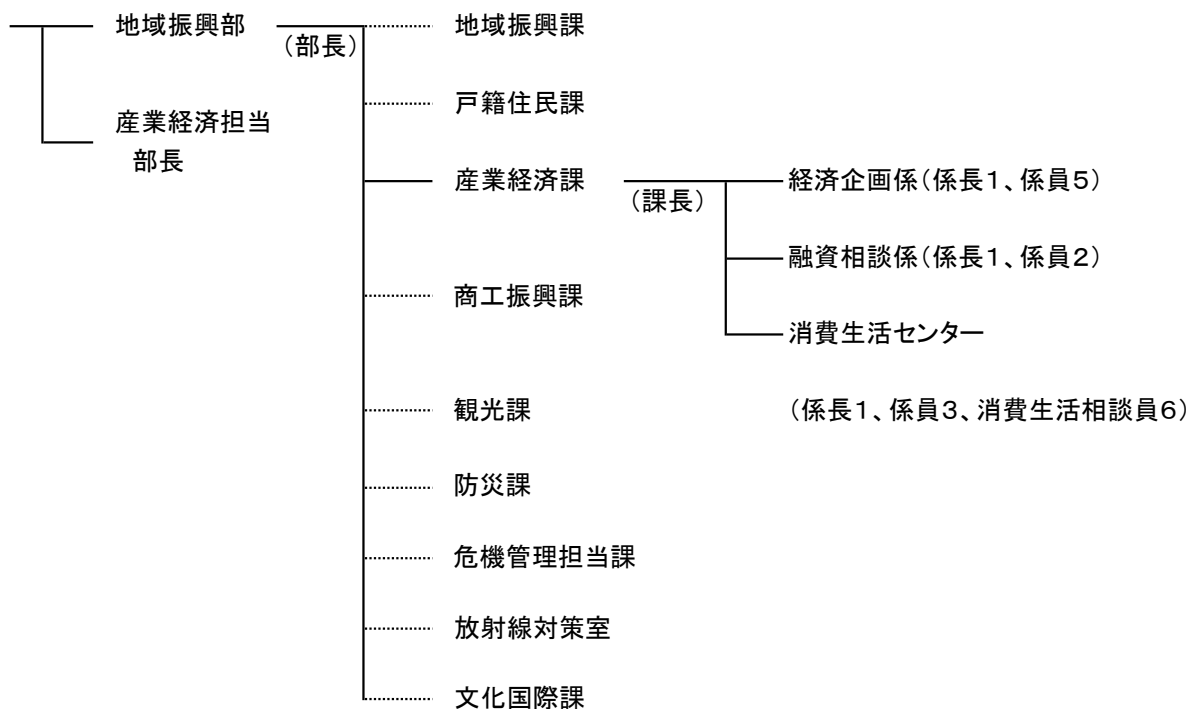 地域振興部
(部長)
地域振興課
戸籍住民課
産業経済担当
部長
産業経済課
(課長)
経済企画係(係長1、係員5)
融資相談係(係長1、係員2)
商工振興課
消費生活センター
観光課
(係長1、係員3、消費生活相談員6)
防災課
危機管理担当課
放射線対策室
文化国際課